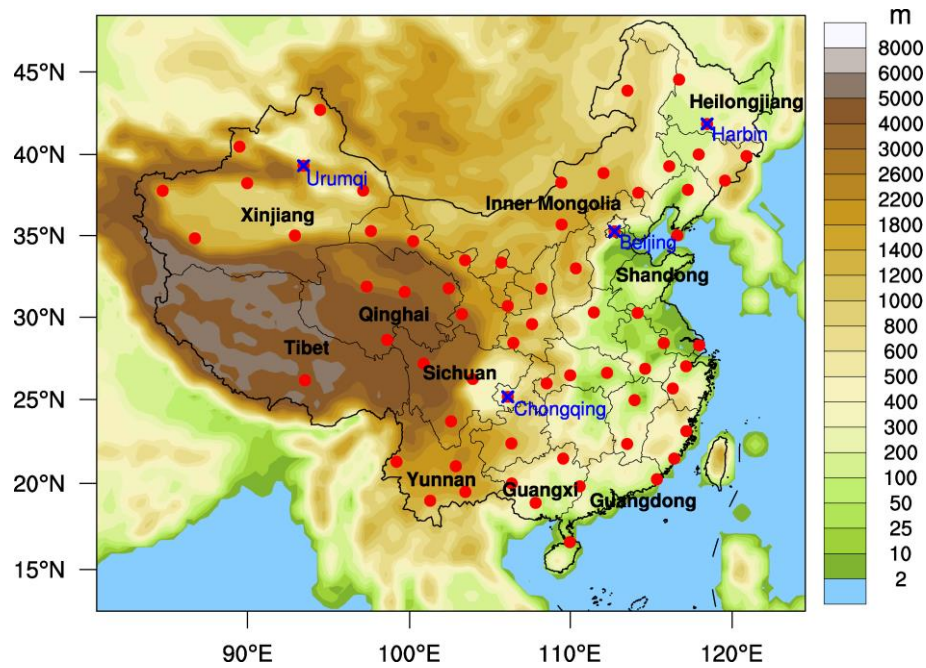 m
8000
6000
5000
4000
3000
2600
2200
1800
1400
1200
1000
800
600
500
400
300
200
100
50
25
10
2
45°N
40°N
35°N
30°N
25°N
20°N
15°N
Heilongjiang
Harbin
Urumqi
Xinjiang
Inner Mongolia
Beijing
Shandong
Qinghai
Tibet
Sichuan
Chongqing
Yunnan
Guangxi
Guangdong
90°E
100°E
110°E
120°E